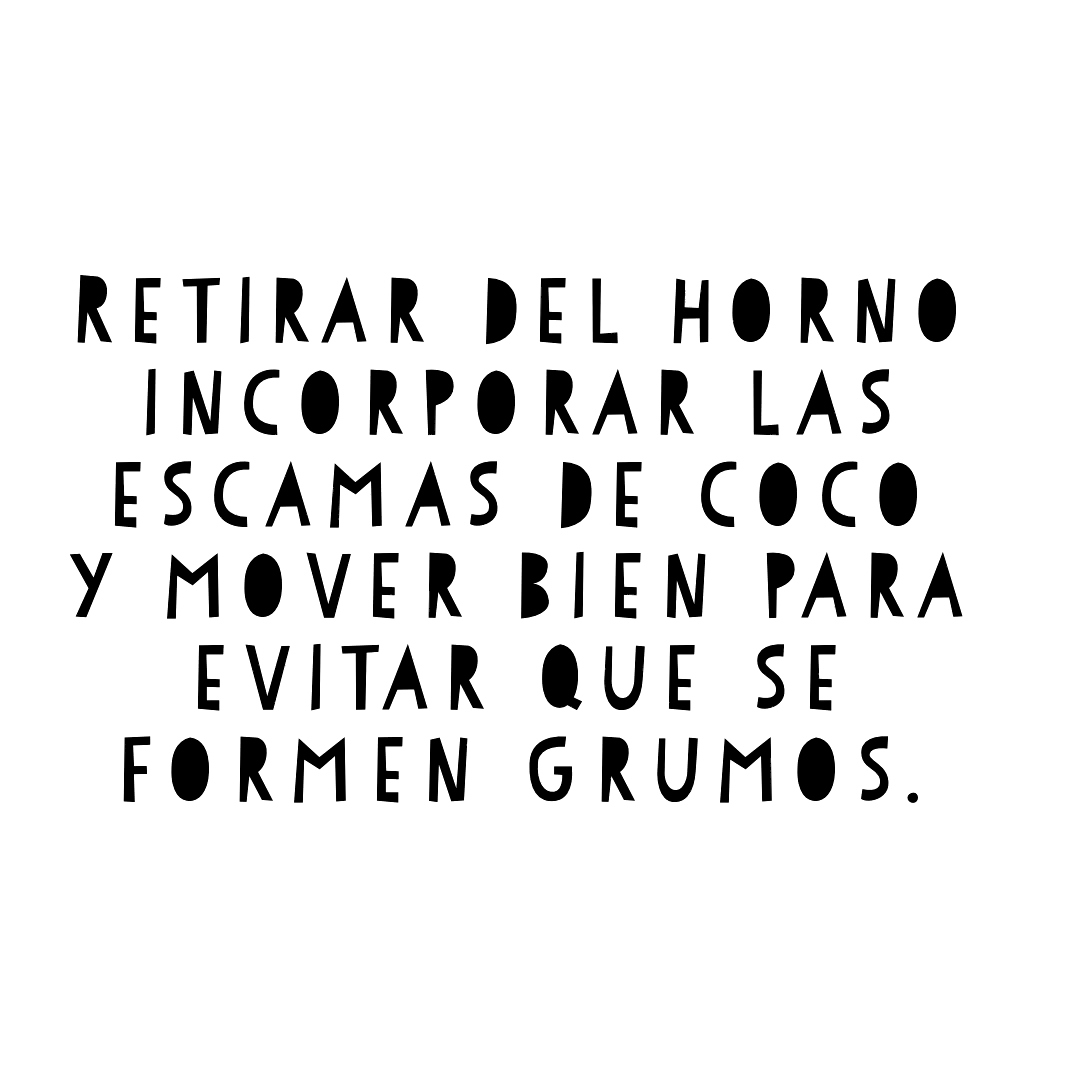 RETIRAR DEL HORNO
INCORPORAR LAS
ESCAMAS DE COCO
Y MOVER BIEN PARA
EVITAR QUE SE
FORMEN GRUMOS.